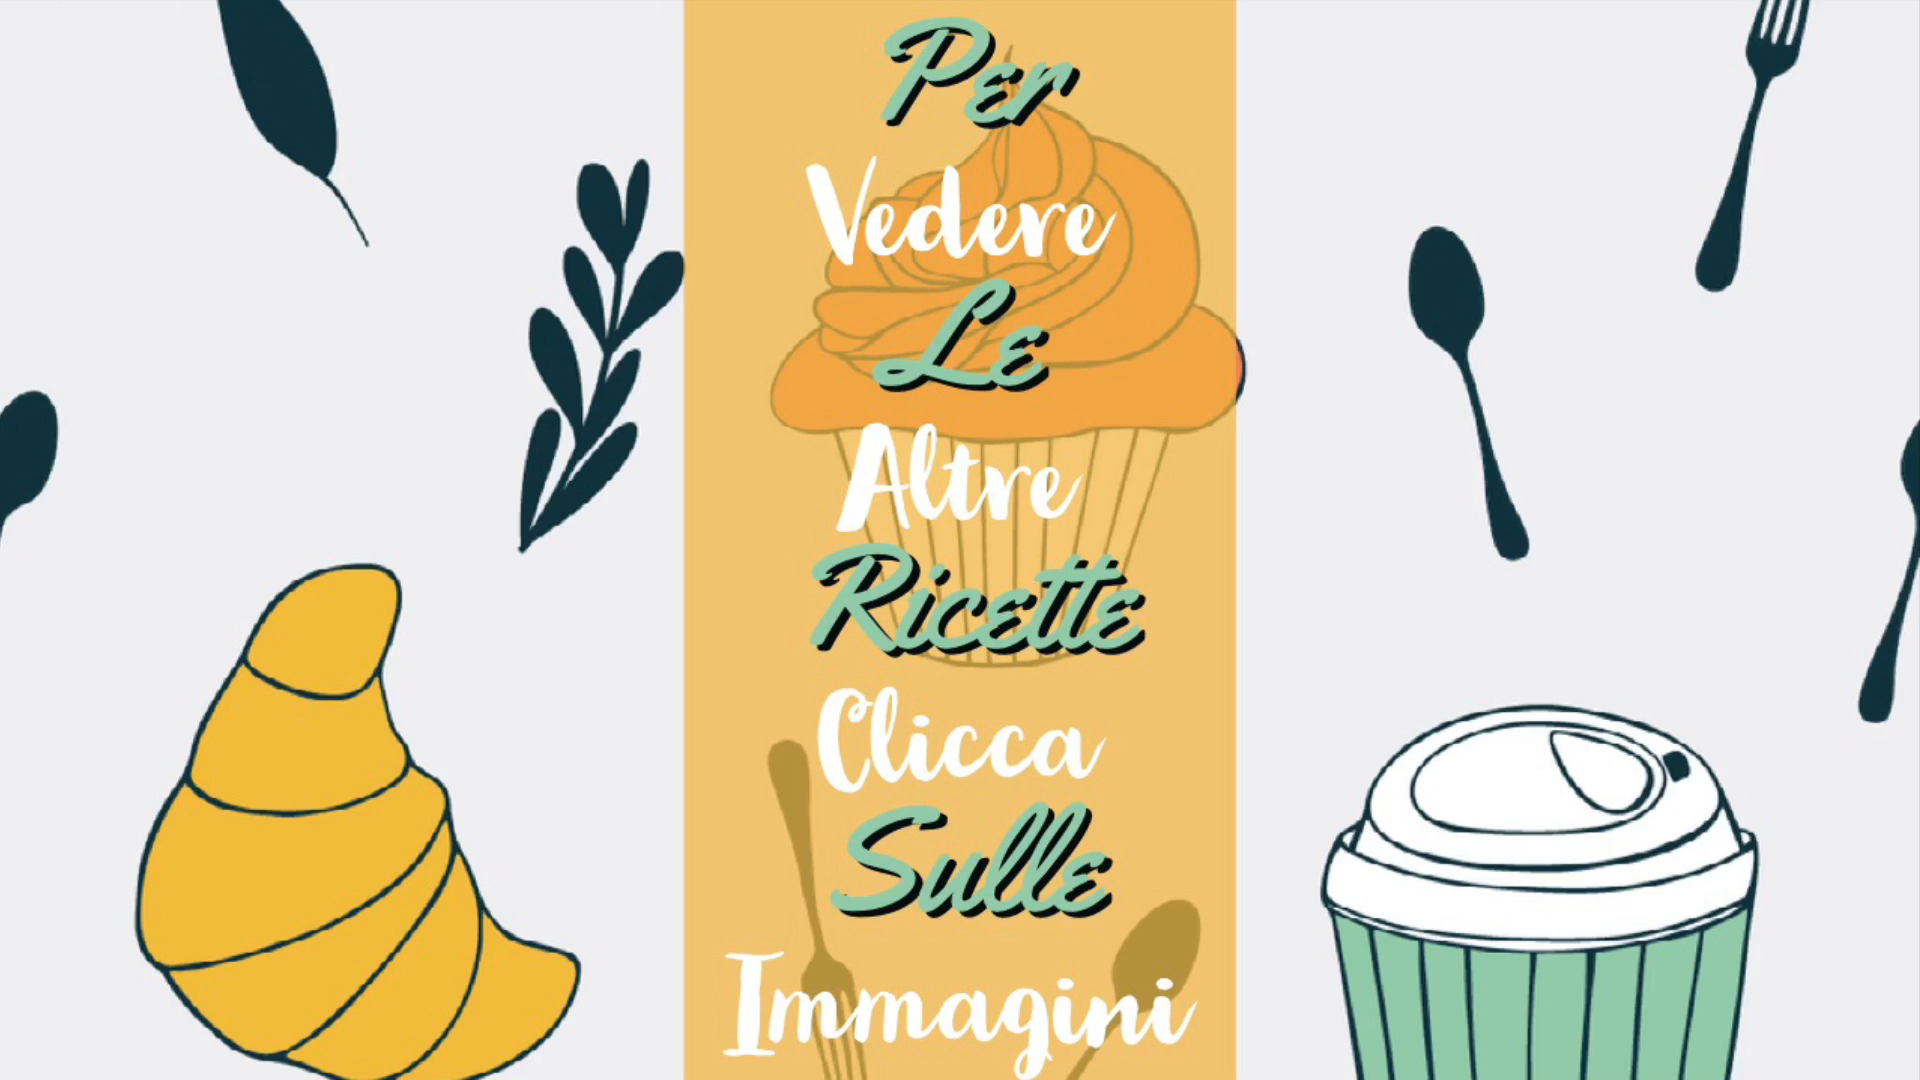 Per
Vedere
Le
Altre
Ricette
Clicca
Sulle
Immagini